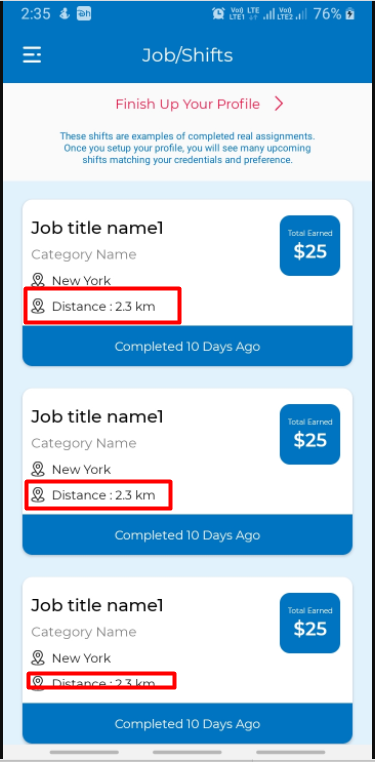 2:35
Vo)) LTE LTE1 Vo)) LTE2 76%
Job/Shifts
Finish Up Your Profile >
These shifts are examples of completed real assignments.
Once you setup your profile, you will see many upcoming
shifts matching your credentials and preference.
Job title name1
Total Earned
$25
Category Name
New York
Distance : 2.3 km
Completed 10 Days Ago
Job title name1
Total Earned
$25
Category Name
New York
Distance : 2.3 km
Completed 10 Days Ago
Job title name1
Total Earned
$25
Category Name
New York
Distance : 2.3 km
Completed 10 Days Ago